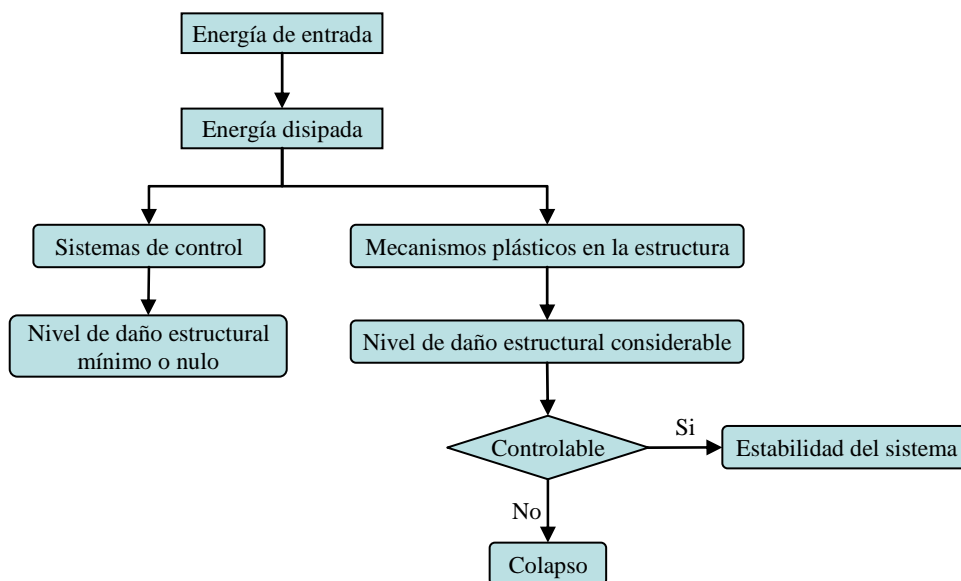 Energía de entrada
Energía disipada
Sistemas de control
Mecanismos plásticos en la estructura
Nivel de daño estructural
mínimo o nulo
Nivel de daño estructural considerable
Controlable
Si
Estabilidad del sistema
No
Colapso